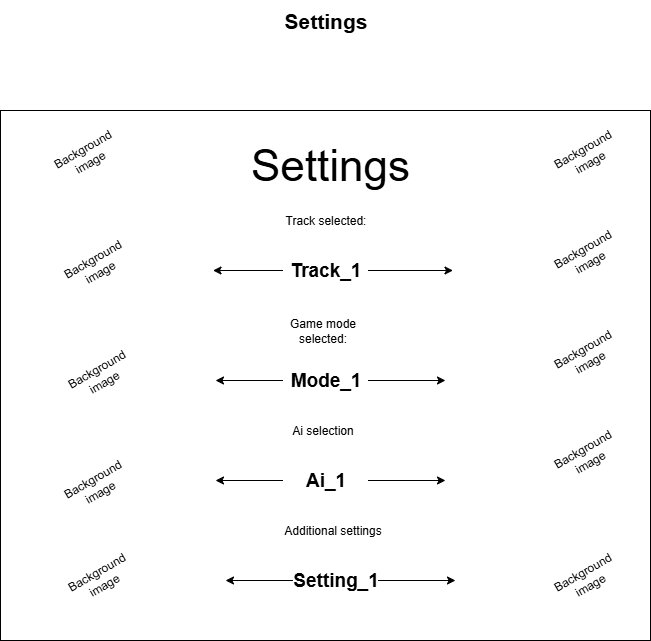 Settings
Background
image
Background
image
Settings
Track selected:
Background
image
Track_1
Background
image
Game mode
selected:
Background
image
Mode_1
Background
image
Ai selection
Background
image
Ai_1
Background
image
Additional settings
Background
image
Setting_1
Background
image